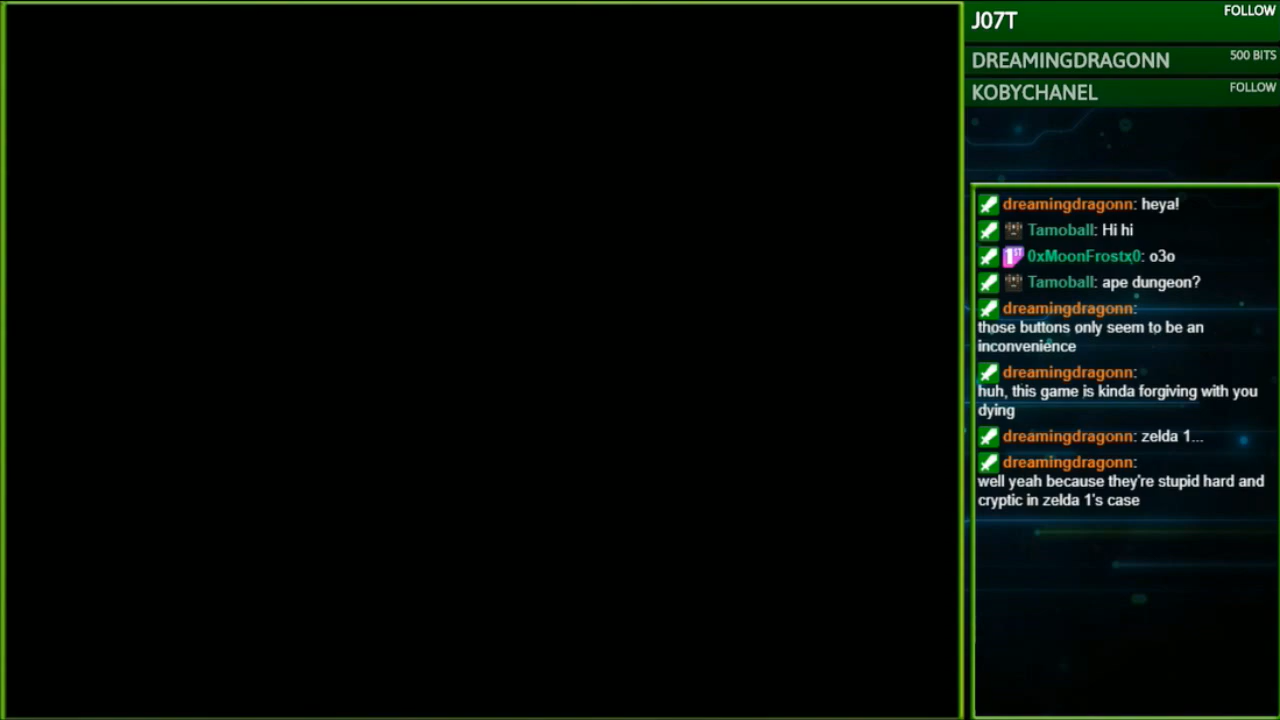 J07T FOLLOW
DREAMINGDRAGONN 500 BITS
KOBYCHANEL FOLLOW
dreamingdragonn: heya!
Tamoball: Hi hi
1ST 0xMoonFrostx0: o3o
Tamoball: ape dungeon?
dreamingdragonn:
those buttons only seem to be an
inconvenience
dreamingdragonn:
huh, this game is kinda forgiving with you
dying
dreamingdragonn: zelda 1...
dreamingdragonn:
well yeah because they're stupid hard and
cryptic in zelda 1's case